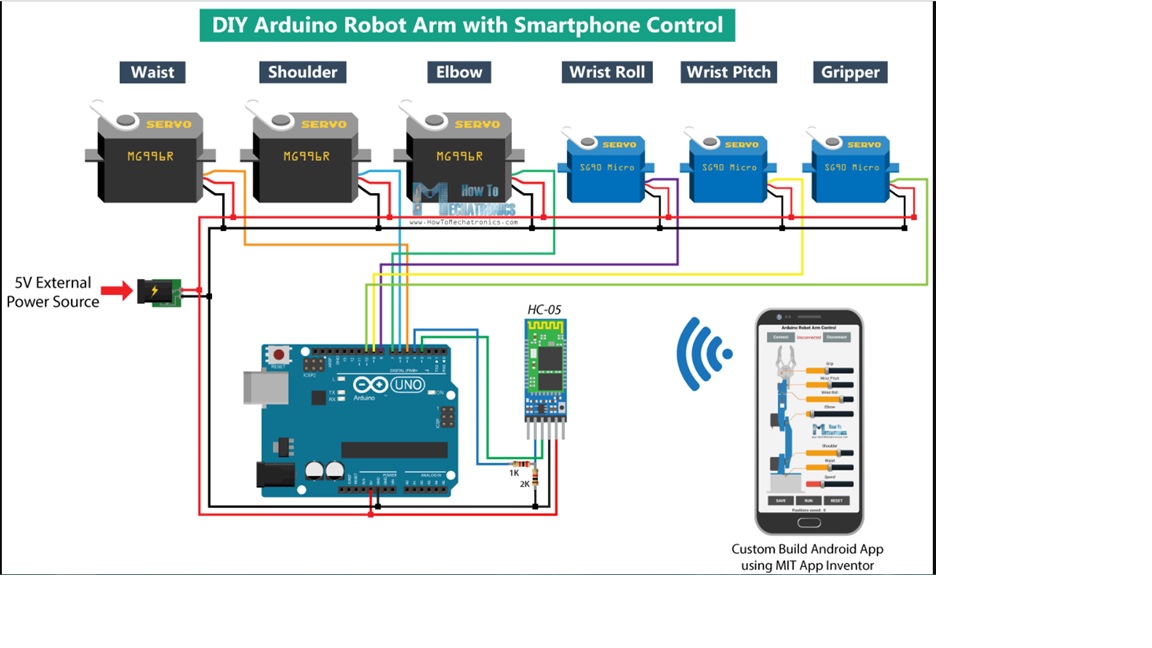 DIY Arduino Robot Arm with Smartphone Control
Waist
Shoulder
Elbow
Wrist Roll
Wrist Pitch
Gripper
SERVO
SERVO
SERVO
SERVO
SERVO
SERVO
MG996R
MG996R
MG996R
SG90 Micro
SG90 Micro
SG90 Micro
How To
MECHATRONICS
www.HowToMechatronics.com
5V External
Power Source
HC-05
RESET
ICSP2
L
TX
RX
Arduino
UNO
ON
DIGITAL (PWM~
ICSP
POWER
ANALOG IN
1K
2K
Arduino Robot Arm Control
Connect
Disconnected
Disconnect
Grip
Wrist Pitch
Wrist Roll
Elbow
How To
MECHATRONICS
Shoulder
Waist
Speed
SAVE
RUN
RESET
Positions saved: 0
Custom Build Android App
using MIT App Inventor